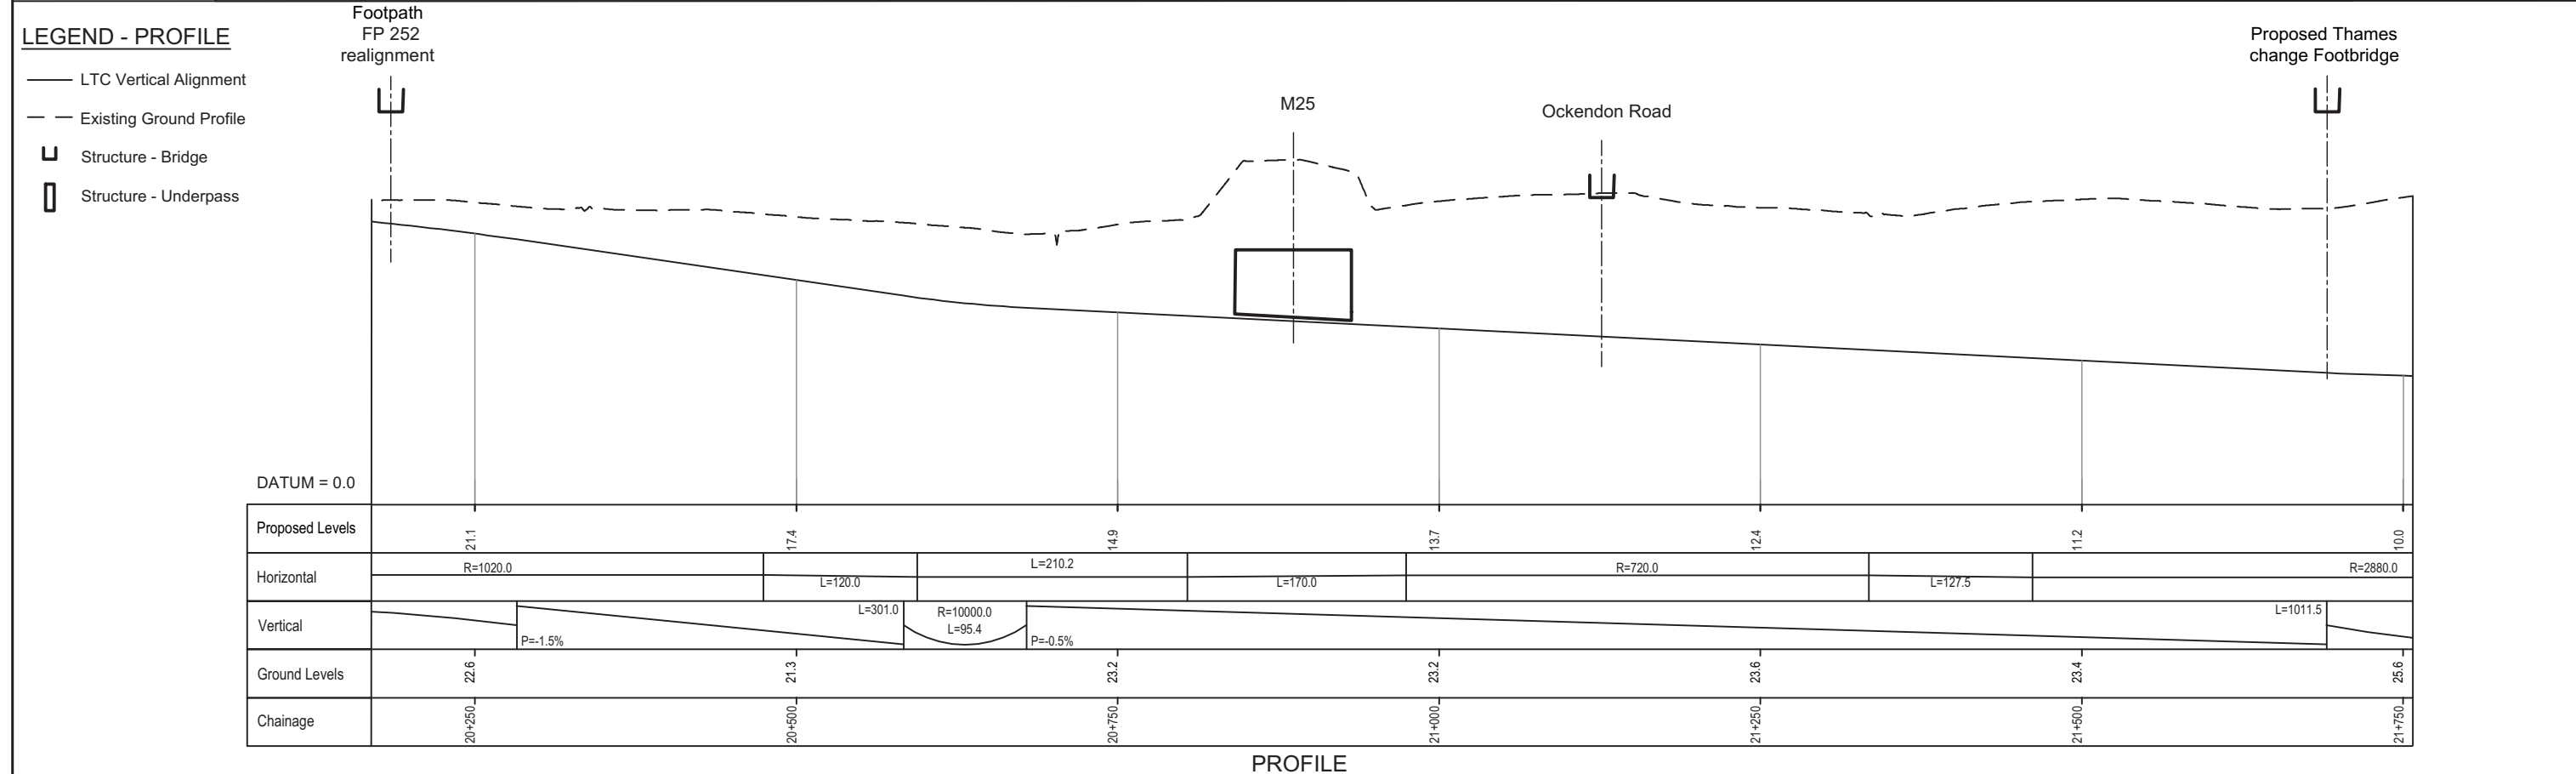 LEGEND - PROFILE
LTC Vertical Alignment
Existing Ground Profile
Structure - Bridge
Structure - Underpass
Footpath
FP 252
realignment
M25
Ockendon Road
Proposed Thames
change Footbridge
DATUM = 0.0
Proposed Levels
21.1 17.4 14.9 13.7 12.4 11.2 10.0
Horizontal
R=1020.0 L=120.0 L=210.2 L=170.0 R=720.0 L=127.5 R=2880.0
Vertical
P=-1.5% L=301.0 R=10000.0 L=95.4 P=-0.5% L=1011.5
Ground Levels
22.6 21.3 23.2 23.2 23.6 23.4 25.6
Chainage
20+250 20+500 20+750 21+000 21+250 21+500 21+750
PROFILE